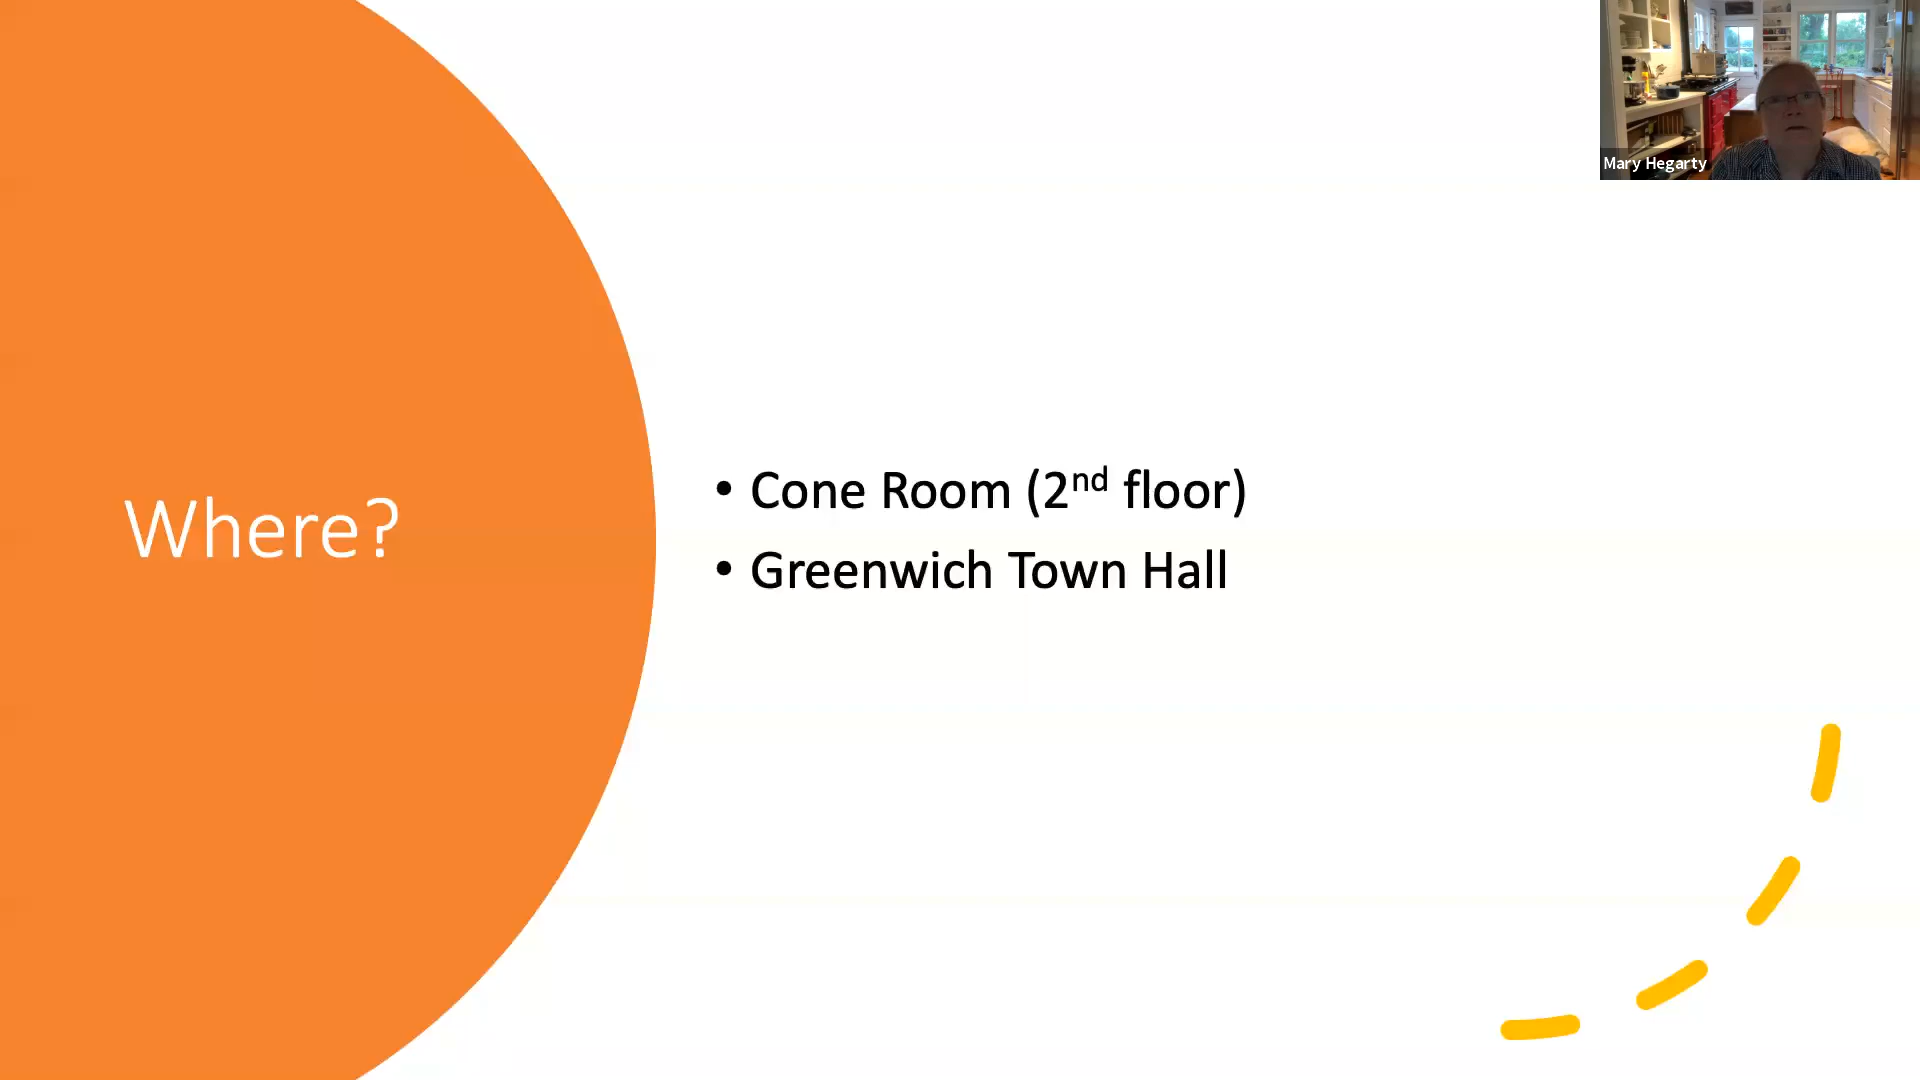 Mary Hegarty
Where?
• Cone Room (2nd floor)
• Greenwich Town Hall